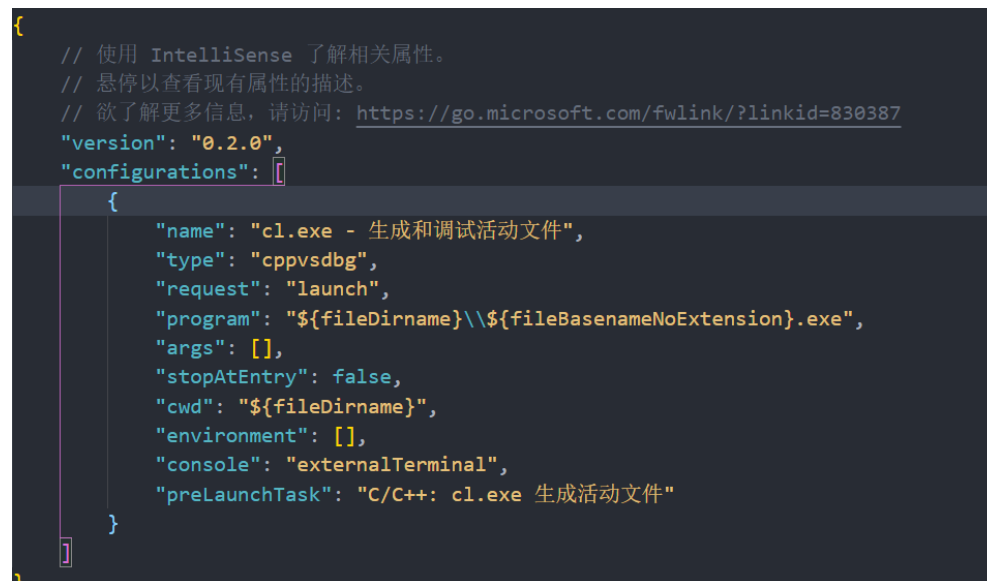 {
// 使用 IntelliSense 了解相关属性。
// 悬停以查看现有属性的描述。
// 欲了解更多信息，请访问: https://go.microsoft.com/fwlink/?linkid=830387
"version": "0.2.0",
"configurations": [
{
"name": "cl.exe - 生成和调试活动文件",
"type": "cppvsdbg",
"request": "launch",
"program": "${fileDirname}\\${fileBasenameNoExtension}.exe",
"args": [],
"stopAtEntry": false,
"cwd": "${fileDirname}",
"environment": [],
"console": "externalTerminal",
"preLaunchTask": "C/C++: cl.exe 生成活动文件"
}
]
}